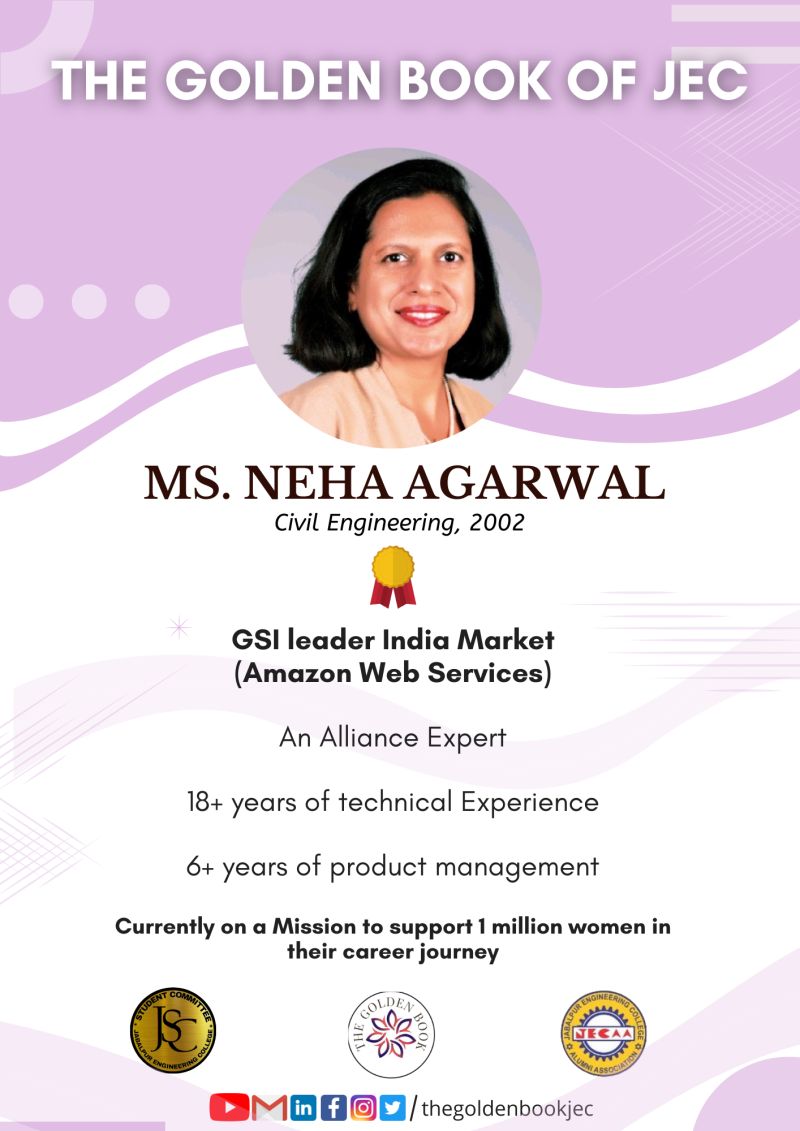 THE GOLDEN BOOK OF JEC
MS. NEHA AGARWAL
Civil Engineering, 2002
GSI leader India Market
(Amazon Web Services)
An Alliance Expert
18+ years of technical Experience
6+ years of product management
Currently on a Mission to support 1 million women in
their career journey
STUDENT COMMITTEE
JSC
JABALPUR ENGINEERING COLLEGE
THE GOLDEN BOOK
JABALPUR ENGINEERING COLLEGE
JECAA
ALUMNI ASSOCIATION
in f /thegoldenbookjec